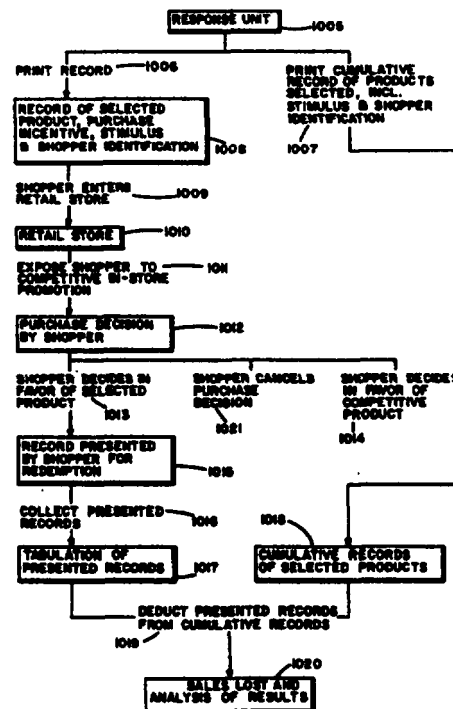 RESPONSE UNIT
1005
PRINT RECORD
1006
PRINT CUMULATIVE
RECORD OF PRODUCTS
SELECTED, INCL.
STIMULUS & SHOPPER
IDENTIFICATION
1007
RECORD OF SELECTED
PRODUCT, PURCHASE
INCENTIVE, STIMULUS
& SHOPPER IDENTIFICATION
1008
SHOPPER ENTERS
RETAIL STORE
1009
RETAIL STORE
1010
EXPOSE SHOPPER TO
COMPETITIVE IN-STORE
PROMOTION
1011
PURCHASE DECISION
BY SHOPPER
1012
SHOPPER DECIDES IN
FAVOR OF SELECTED
PRODUCT
1013
SHOPPER CANCELS
PURCHASE
DECISION
1021
SHOPPER DECIDES
IN FAVOR OF
COMPETITIVE
PRODUCT
1014
RECORD PRESENTED
BY SHOPPER FOR
REDEMPTION
1015
COLLECT PRESENTED
RECORDS
1016
TABULATION OF
PRESENTED RECORDS
1017
1018
CUMULATIVE RECORDS
OF SELECTED PRODUCTS
DEDUCT PRESENTED RECORDS
FROM CUMULATIVE RECORDS
1019
1020
SALES LOST AND
ANALYSIS OF RESULTS